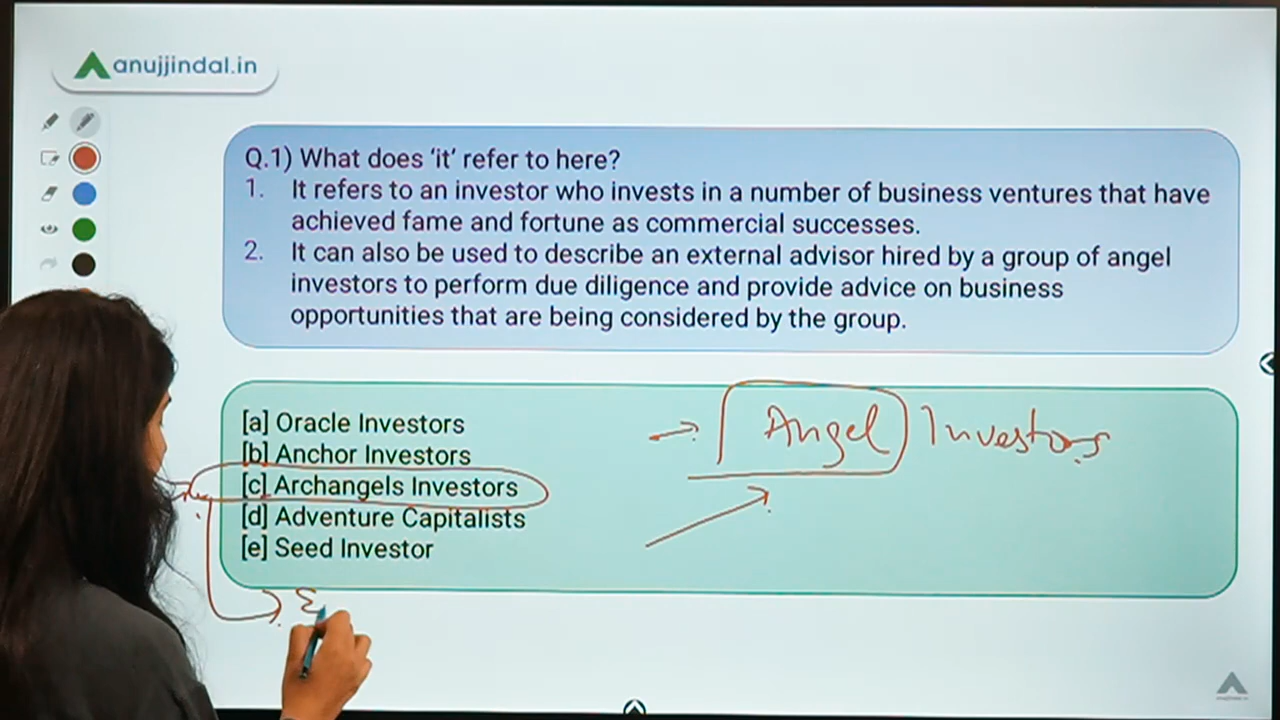 anujjindal.in
Q.1) What does ‘it’ refer to here?
1. It refers to an investor who invests in a number of business ventures that have
achieved fame and fortune as commercial successes.
2. It can also be used to describe an external advisor hired by a group of angel
investors to perform due diligence and provide advice on business
opportunities that are being considered by the group.
[a] Oracle Investors
[b] Anchor Investors
[c] Archangels Investors
[d] Adventure Capitalists
[e] Seed Investor
Angel Investors